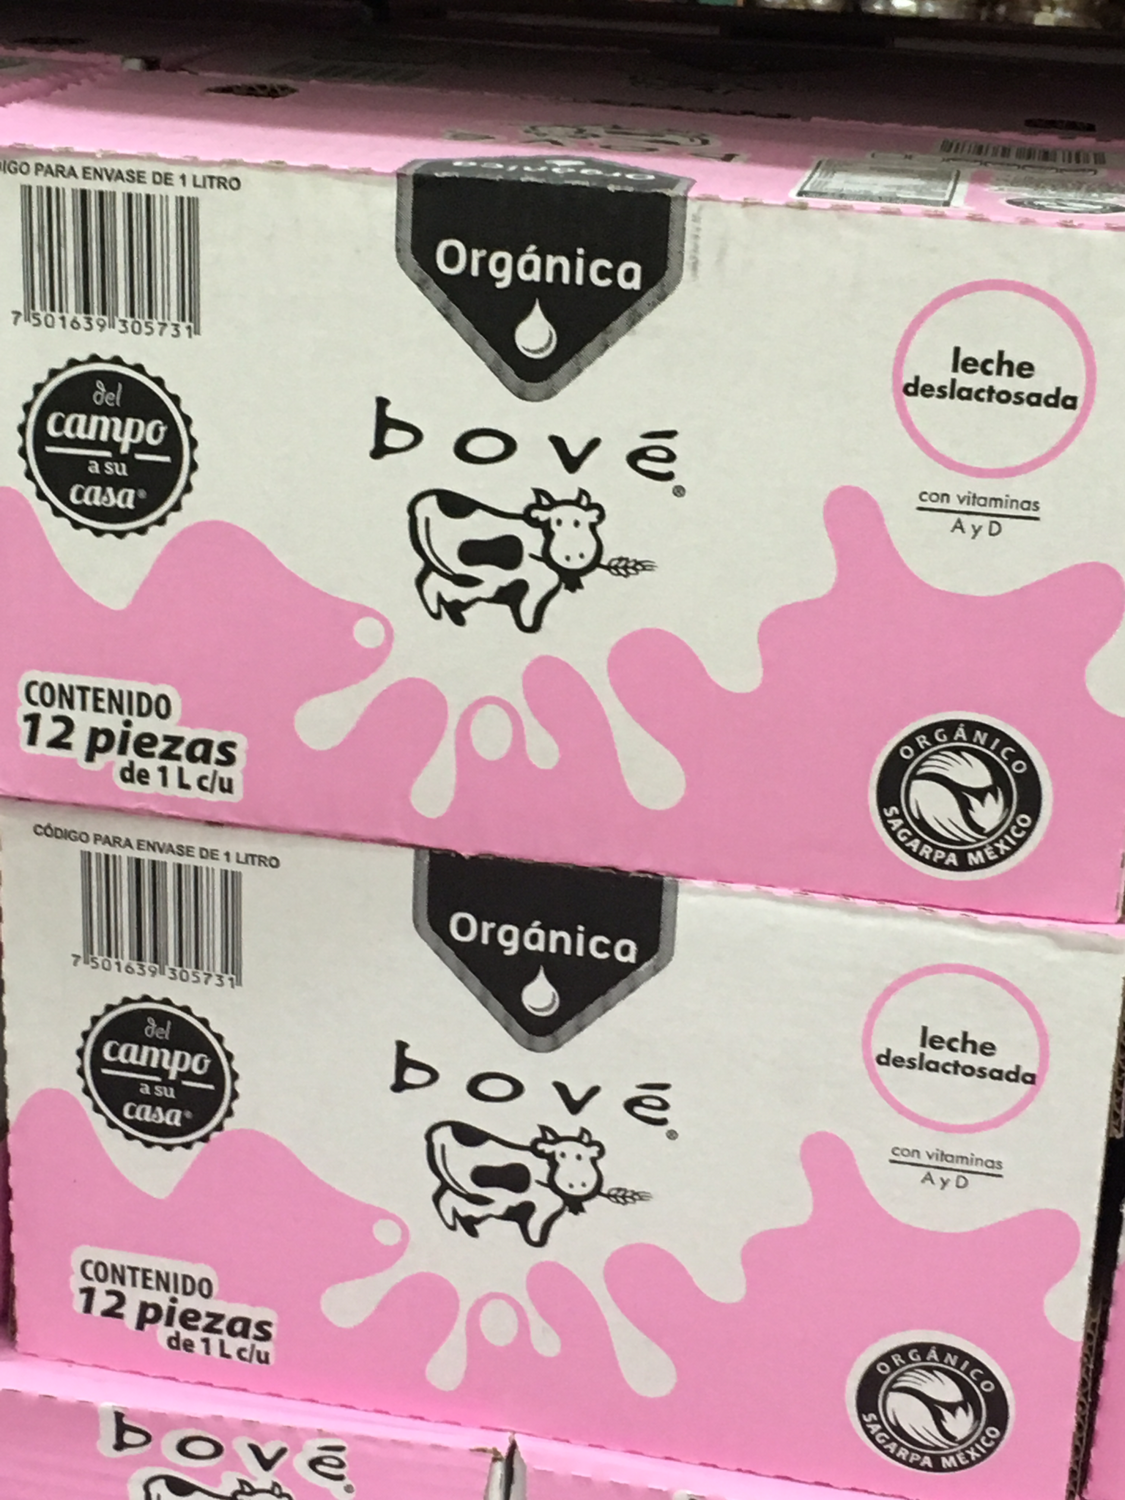 IGO PARA ENVASE DE 1 LITRO
7 501639 305731
Orgánica
del
campo
a su
casa®
bové®
leche
deslactosada
con vitaminas
A y D
CONTENIDO
12 piezas
de 1 L c/u
ORGÁNICO
SAGARPA MÉXICO
CÓDIGO PARA ENVASE DE 1 LITRO
7 501639 305731
Orgánica
del
campo
a su
casa®
bové®
leche
deslactosada
con vitaminas
A y D
CONTENIDO
12 piezas
de 1 L c/u
ORGÁNICO
SAGARPA MÉXICO
bové®